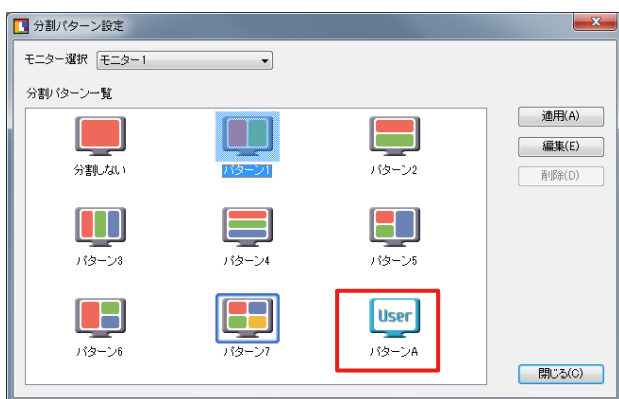 分割パターン設定
モニター選択 モニター1
分割パターン一覧
適用(A)
編集(E)
削除(D)
分割しない パターン1 パターン2
パターン3 パターン4 パターン5
User
パターン6 パターン7 パターンA
閉じる(C)